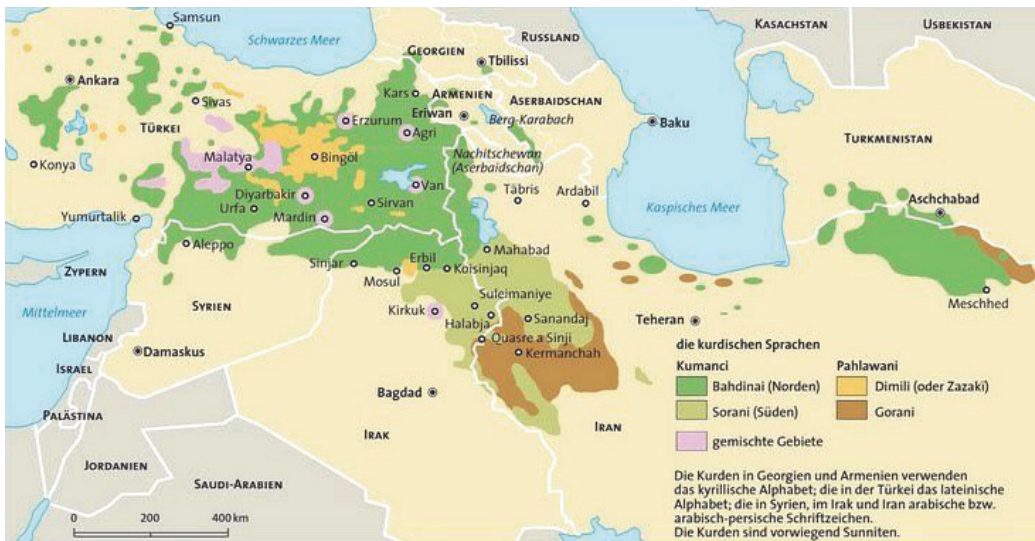 Samsun
Schwarzes Meer
GEORGIEN
RUSSLAND
KASACHSTAN
USBEKISTAN
Tbilissi
Ankara
Sivas
Kars
ARMENIEN
ASERBAIDSCHAN
Erzurum
Eriwan
Berg-Karabach
Baku
TÜRKEI
Agri
TURKMENISTAN
Konya
Malatya
Bingöl
Nachitschewan
(Aserbaidschan)
Van
Täbris
Ardabil
Kaspisches Meer
Aschchabad
Diyarbakir
Urfa
Sirvan
Yumurtalik
Mardin
Aleppo
Mahabad
Sinjar
Erbil
Koisinjaq
Mosul
ZYPERN
Meschhed
SYRIEN
Suleimaniye
Mittelmeer
Kirkuk
Halabja
Sanandaj
Teheran
LIBANON
Quasre a Sinji
Damaskus
Kermanchah
ISRAEL
Bagdad
PALÄSTINA
IRAK
IRAN
JORDANIEN
SAUDI-ARABIEN
0 200 400 km
die kurdischen Sprachen
Kumanci
Bahdinai (Norden)
Sorani (Süden)
gemischte Gebiete
Pahlawani
Dimili (oder Zazakï)
Gorani
Die Kurden in Georgien und Armenien verwenden
das kyrillische Alphabet; die in der Türkei das lateinische
Alphabet; die in Syrien, im Irak und Iran arabische bzw.
arabisch-persische Schriftzeichen.
Die Kurden sind vorwiegend Sunniten.